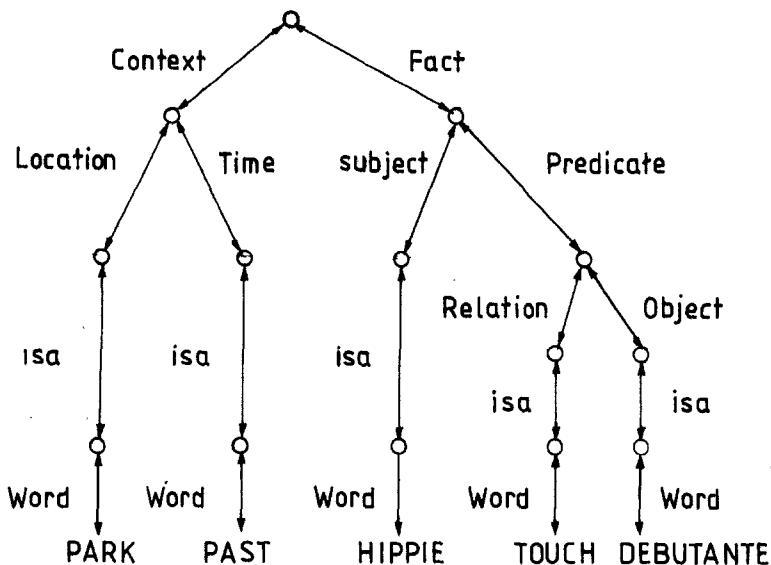 Context Fact
Location Time subject Predicate
Relation Object
isa isa isa
isa isa
Word Word Word Word Word
PARK PAST HIPPIE TOUCH DEBUTANTE